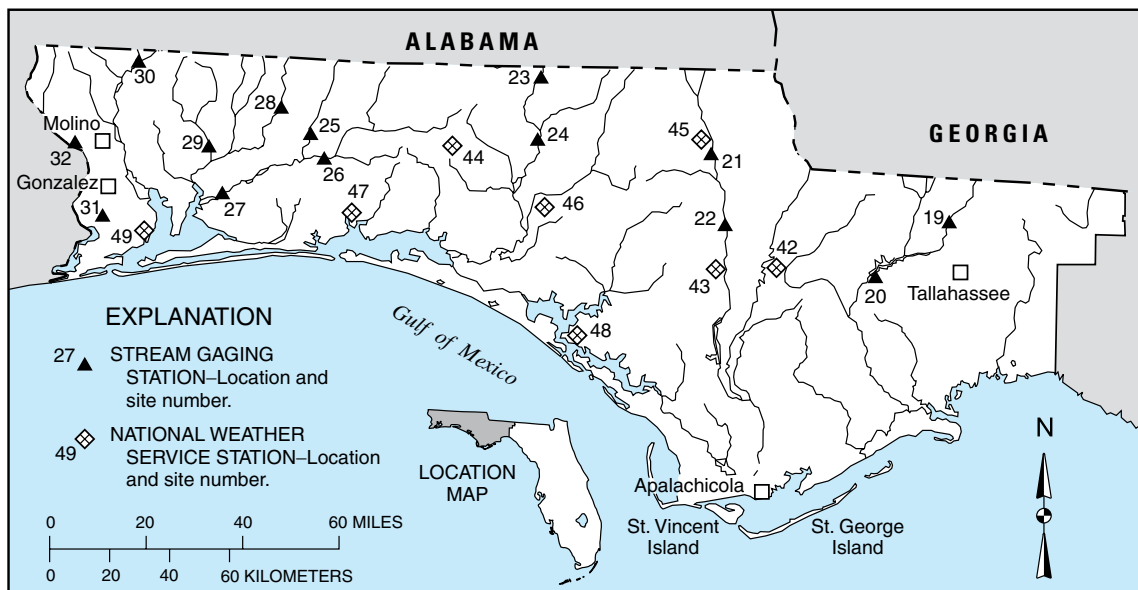 ALABAMA
30
23
28
25
Molino
29
24
45
GEORGIA
32
44
21
26
Gonzalez
47
27
46
19
31
22
49
42
43
20
Tallahassee
EXPLANATION
Gulf of Mexico
48
27 STREAM GAGING
STATION–Location and
site number.
N
49 NATIONAL WEATHER
SERVICE STATION–Location
and site number.
LOCATION
MAP
Apalachicola
0 20 40 60 MILES
St. Vincent
Island
St. George
Island
0 20 40 60 KILOMETERS